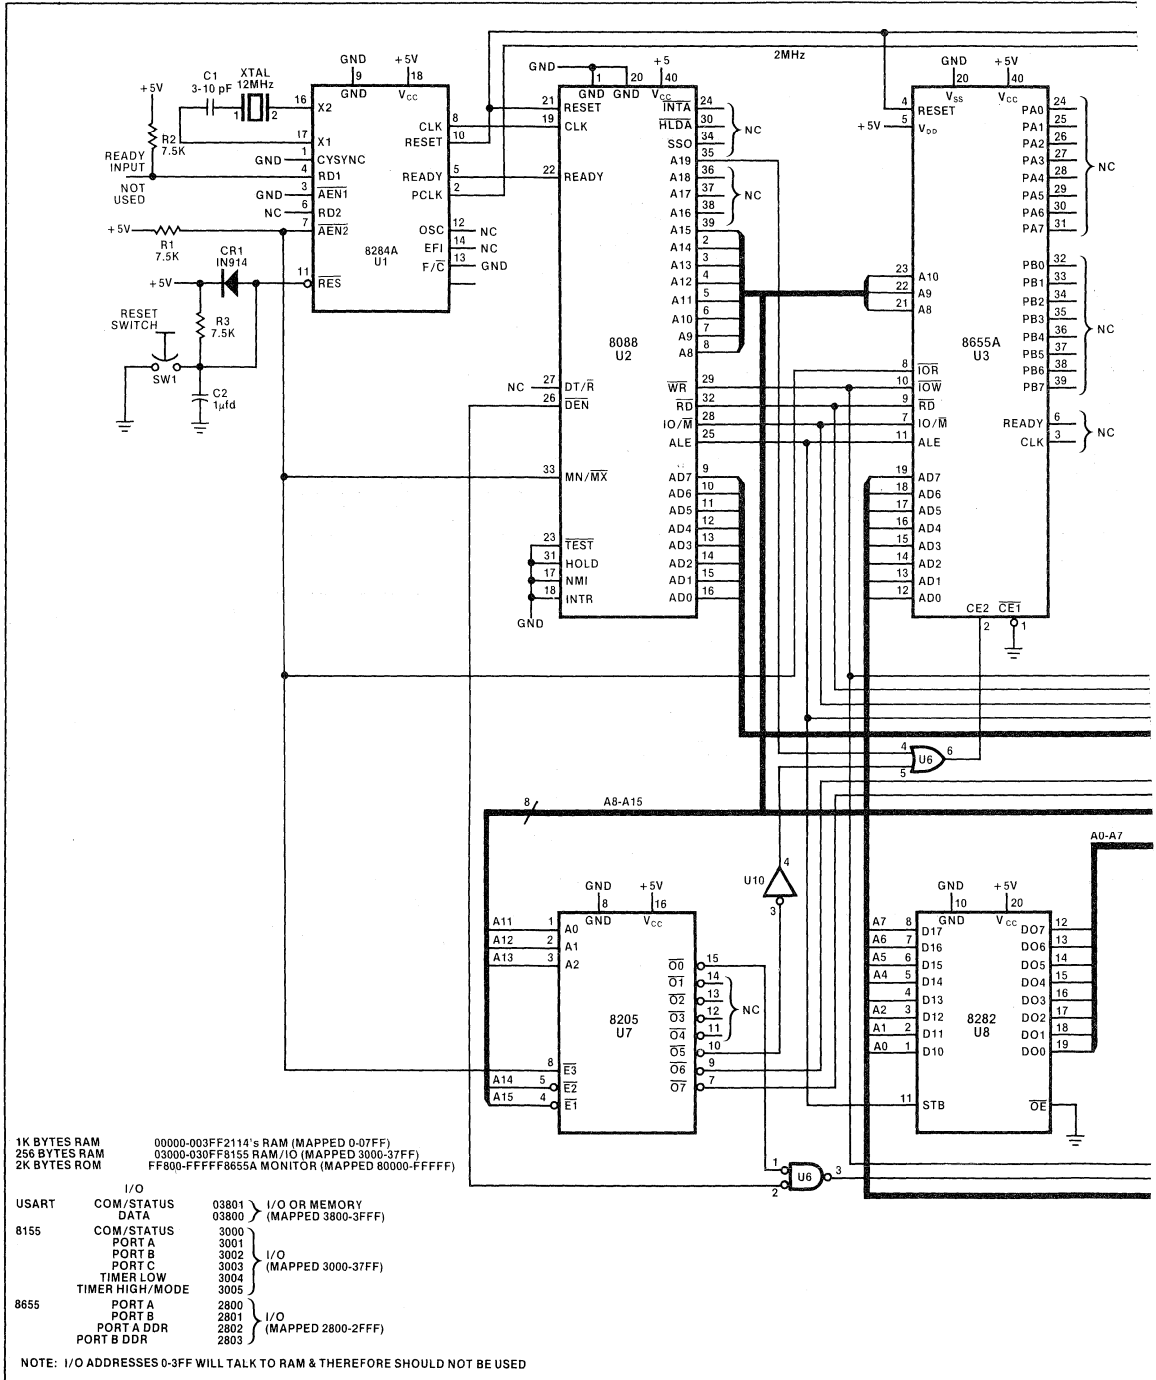 2MHz
GND
+5V
9
18
GND
VCC
C1
3-10 pF
XTAL
12MHz
1
2
+5V
R2
7.5K
READY
INPUT
NOT
USED
16
X2
17
X1
GND
1
CYSYNC
4
RD1
GND
3
AEN1
NC
6
RD2
+5V
R1
7.5K
7
AEN2
CR1
IN914
+5V
11
RES
RESET
SWITCH
R3
7.5K
SW1
C2
1µfd
CLK
8
RESET
10
READY
5
PCLK
2
OSC
12
NC
EFI
14
NC
F/C
13
GND
8284A
U1
GND
1
20
+5
40
GND
GND
VCC
21
RESET
19
CLK
22
READY
NC
27
DT/R
26
DEN
33
MN/MX
23
TEST
31
HOLD
17
NMI
18
INTR
GND
8088
U2
INTA
24
HLDA
30
SSO
34
NC
A19
35
A18
36
A17
37
A16
38
NC
A15
39
A14
2
A13
3
A12
4
A11
5
A10
6
A9
7
A8
8
WR
29
RD
32
IO/M
28
ALE
25
AD7
9
AD6
10
AD5
11
AD4
12
AD3
13
AD2
14
AD1
15
AD0
16
GND
+5V
20
40
VSS
VCC
4
RESET
+5V
5
VDD
23
A10
22
A9
21
A8
8
IOR
10
IOW
9
RD
7
IO/M
11
ALE
19
AD7
18
AD6
17
AD5
16
AD4
15
AD3
14
AD2
13
AD1
12
AD0
8655A
U3
PA0
24
PA1
25
PA2
26
PA3
27
PA4
28
PA5
29
PA6
30
PA7
31
NC
PB0
32
PB1
33
PB2
34
PB3
35
PB4
36
PB5
37
PB6
38
PB7
39
NC
READY
6
CLK
3
NC
CE2
CE1
2
1
4
5
U6
6
8
A8-A15
A0-A7
U10
4
3
GND
+5V
8
16
GND
VCC
A11
1
A0
A12
2
A1
A13
3
A2
8
E3
A14
5
E2
A15
4
E1
8205
U7
O0
15
O1
14
O2
13
O3
12
O4
11
NC
O5
10
O6
9
O7
7
GND
+5V
10
20
GND
VCC
A7
8
D17
A6
7
D16
A5
6
D15
A4
5
D14
4
D13
A2
3
D12
A1
2
D11
A0
1
D10
11
STB
8282
U8
DO7
12
DO6
13
DO5
14
DO4
15
DO3
16
DO2
17
DO1
18
DO0
19
OE
1
2
U6
3
1K BYTES RAM 00000-003FF2114's RAM (MAPPED 0-07FF)
256 BYTES RAM 03000-030FF8155 RAM/IO (MAPPED 3000-37FF)
2K BYTES ROM FF800-FFFFF8655A MONITOR (MAPPED 80000-FFFFF)
I/O
USART COM/STATUS 03801 I/O OR MEMORY
DATA 03800 (MAPPED 3800-3FFF)
8155 COM/STATUS 3000
PORT A 3001
PORT B 3002 I/O
PORT C 3003 (MAPPED 3000-37FF)
TIMER LOW 3004
TIMER HIGH/MODE 3005
8655 PORT A 2800
PORT B 2801 I/O
PORT A DDR 2802 (MAPPED 2800-2FFF)
PORT B DDR 2803
NOTE: I/O ADDRESSES 0-3FF WILL TALK TO RAM & THEREFORE SHOULD NOT BE USED